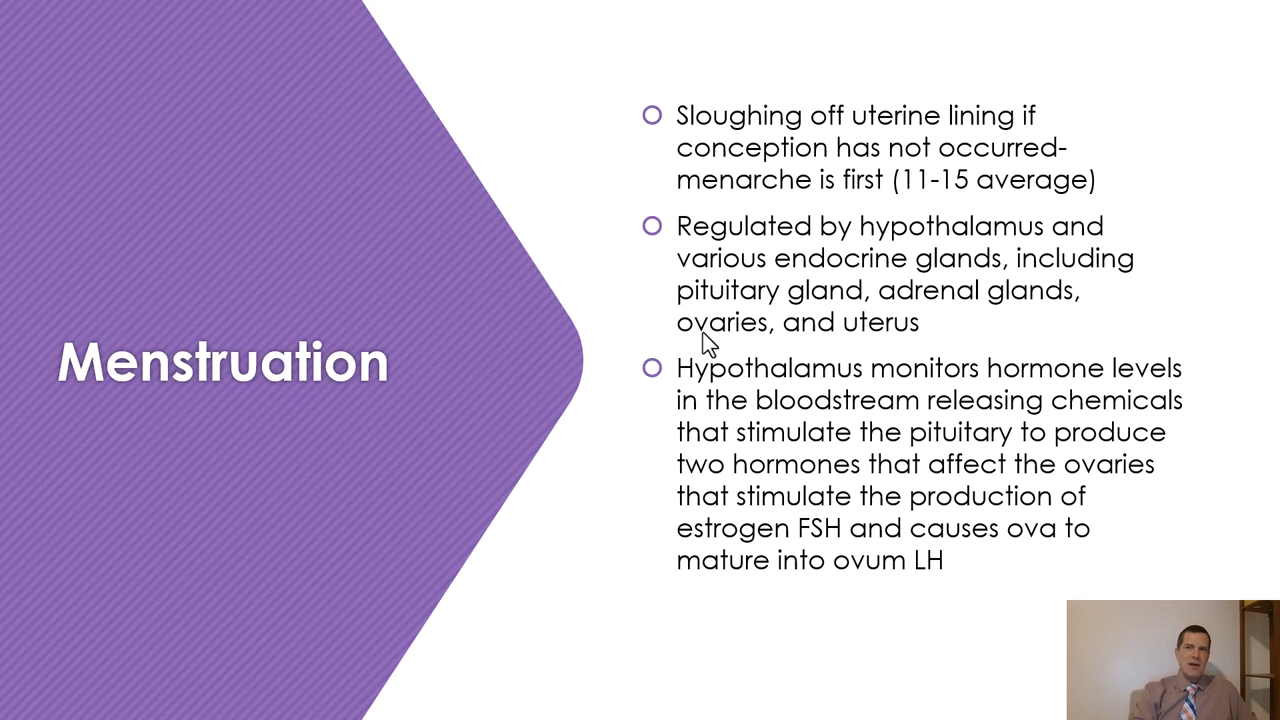 Menstruation
Sloughing off uterine lining if
conception has not occurred-
menarche is first (11-15 average)
Regulated by hypothalamus and
various endocrine glands, including
pituitary gland, adrenal glands,
ovaries, and uterus
Hypothalamus monitors hormone levels
in the bloodstream releasing chemicals
that stimulate the pituitary to produce
two hormones that affect the ovaries
that stimulate the production of
estrogen FSH and causes ova to
mature into ovum LH